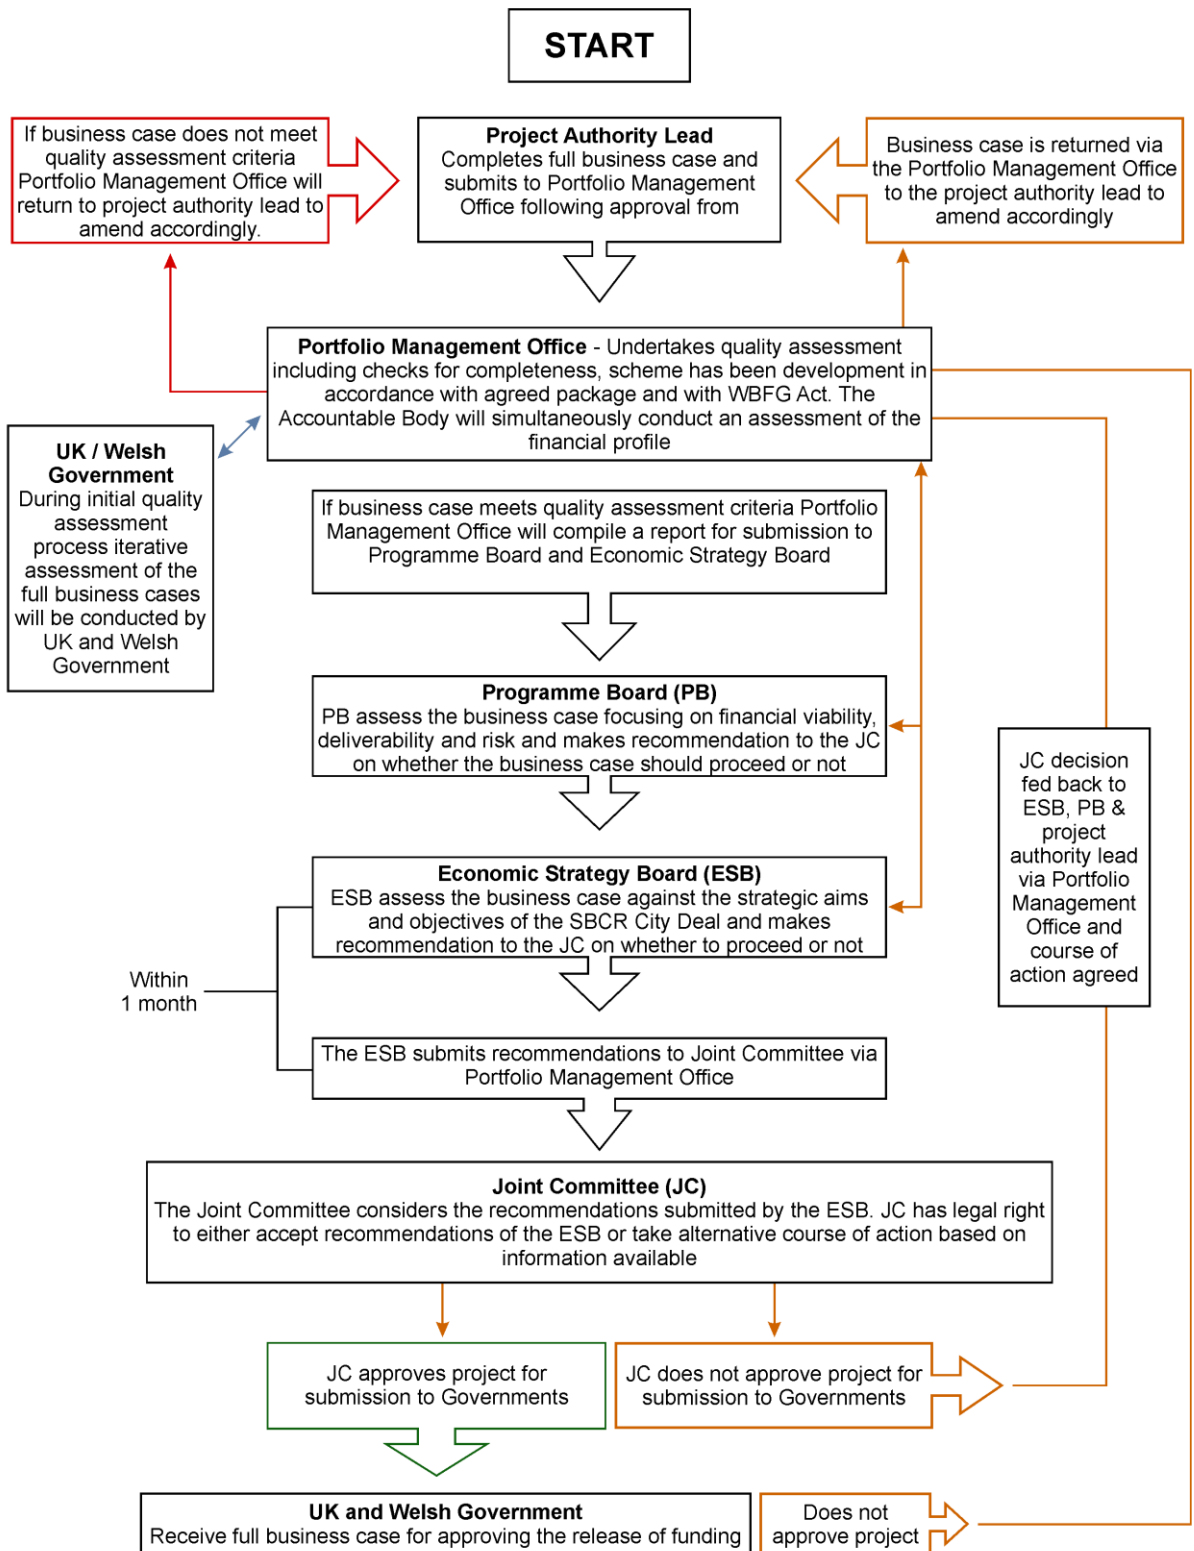 START
If business case does not meet
quality assessment criteria
Portfolio Management Office will
return to project authority lead to
amend accordingly.
Project Authority Lead
Completes full business case and
submits to Portfolio Management
Office following approval from
Business case is returned via
the Portfolio Management Office
to the project authority lead to
amend accordingly
Portfolio Management Office - Undertakes quality assessment
including checks for completeness, scheme has been development in
accordance with agreed package and with WBFG Act. The
Accountable Body will simultaneously conduct an assessment of the
financial profile
UK / Welsh
Government
During initial quality
assessment
process iterative
assessment of the
full business cases
will be conducted by
UK and Welsh
Government
If business case meets quality assessment criteria Portfolio
Management Office will compile a report for submission to
Programme Board and Economic Strategy Board
Programme Board (PB)
PB assess the business case focusing on financial viability,
deliverability and risk and makes recommendation to the JC
on whether the business case should proceed or not
JC decision
fed back to
ESB, PB &
project
authority lead
via Portfolio
Management
Office and
course of
action agreed
Economic Strategy Board (ESB)
ESB assess the business case against the strategic aims
and objectives of the SBCR City Deal and makes
recommendation to the JC on whether to proceed or not
Within
1 month
The ESB submits recommendations to Joint Committee via
Portfolio Management Office
Joint Committee (JC)
The Joint Committee considers the recommendations submitted by the ESB. JC has legal right
to either accept recommendations of the ESB or take alternative course of action based on
information available
JC approves project for
submission to Governments
JC does not approve project for
submission to Governments
UK and Welsh Government
Receive full business case for approving the release of funding
Does not
approve project